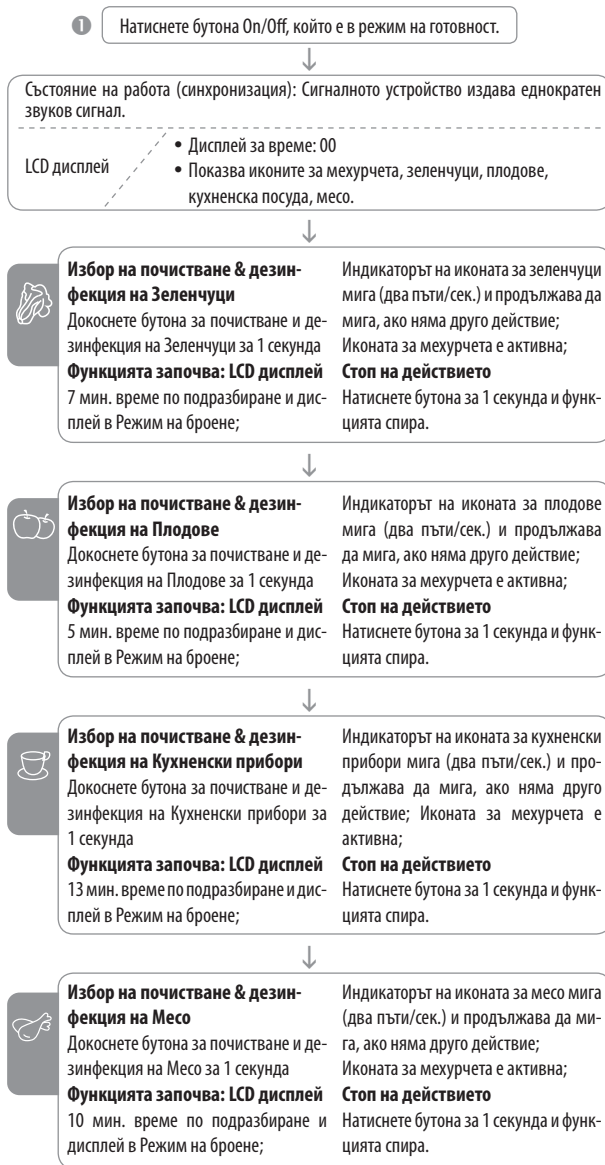 ❶ Натиснете бутона On/Off, който е в режим на готовност.
Състояние на работа (синхронизация): Сигналното устройство издава еднократен
звуков сигнал.
LCD дисплей
• Дисплей за време: 00
• Показва иконите за мехурчета, зеленчуци, плодове,
кухненска посуда, месо.
Избор на почистване & дезин-
фекция на Зеленчуци
Докоснете бутона за почистване и де-
зинфекция на Зеленчуци за 1 секунда
Функцията започва: LCD дисплей
7 мин. време по подразбиране и дис-
плей в Режим на броене;
Индикаторът на иконата за зеленчуци
мига (два пъти/сек.) и продължава да
мига, ако няма друго действие;
Иконата за мехурчета е активна;
Стоп на действието
Натиснете бутона за 1 секунда и функ-
цията спира.
Избор на почистване & дезин-
фекция на Плодове
Докоснете бутона за почистване и де-
зинфекция на Плодове за 1 секунда
Функцията започва: LCD дисплей
5 мин. време по подразбиране и дис-
плей в Режим на броене;
Индикаторът на иконата за плодове
мига (два пъти/сек.) и продължава
да мига, ако няма друго действие;
Иконата за мехурчета е активна;
Стоп на действието
Натиснете бутона за 1 секунда и функ-
цията спира.
Избор на почистване & дезин-
фекция на Кухненски прибори
Докоснете бутона за почистване и де-
зинфекция на Кухненски прибори за
1 секунда
Функцията започва: LCD дисплей
13 мин. време по подразбиране и дис-
плей в Режим на броене;
Индикаторът на иконата за кухненски
прибори мига (два пъти/сек.) и про-
дължава да мига, ако няма друго
действие; Иконата за мехурчета е
активна;
Стоп на действието
Натиснете бутона за 1 секунда и функ-
цията спира.
Избор на почистване & дезин-
фекция на Месо
Докоснете бутона за почистване и де-
зинфекция на Месо за 1 секунда
Функцията започва: LCD дисплей
10 мин. време по подразбиране и
дисплей в Режим на броене;
Индикаторът на иконата за месо мига
(два пъти/сек.) и продължава да ми-
га, ако няма друго действие;
Иконата за мехурчета е активна;
Стоп на действието
Натиснете бутона за 1 секунда и функ-
цията спира.